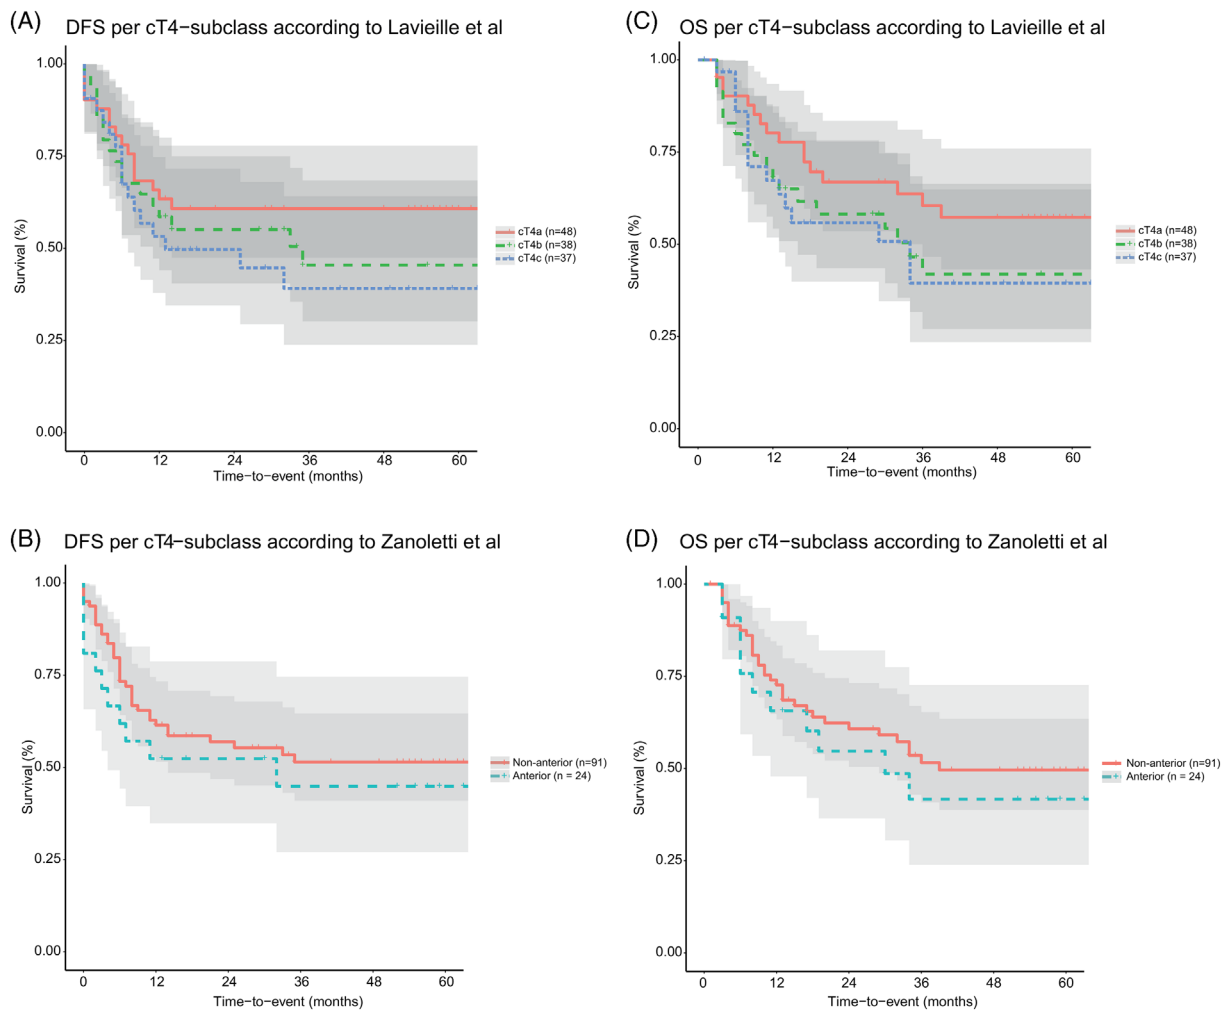 (A) DFS per cT4−subclass according to Lavieille et al
1.00
0.75
0.50
0.25
0.00
Survival (%)
0 12 24 36 48 60
Time−to−event (months)
cT4a (n=48)
cT4b (n=38)
cT4c (n=37)
(C) OS per cT4−subclass according to Lavieille et al
1.00
0.75
0.50
0.25
0.00
Survival (%)
0 12 24 36 48 60
Time−to−event (months)
cT4a (n=48)
cT4b (n=38)
cT4c (n=37)
(B) DFS per cT4−subclass according to Zanoletti et al
1.00
0.75
0.50
0.25
0.00
Survival (%)
0 12 24 36 48 60
Time−to−event (months)
Non-anterior (n=91)
Anterior (n = 24)
(D) OS per cT4−subclass according to Zanoletti et al
1.00
0.75
0.50
0.25
0.00
Survival (%)
0 12 24 36 48 60
Time−to−event (months)
Non-anterior (n=91)
Anterior (n = 24)